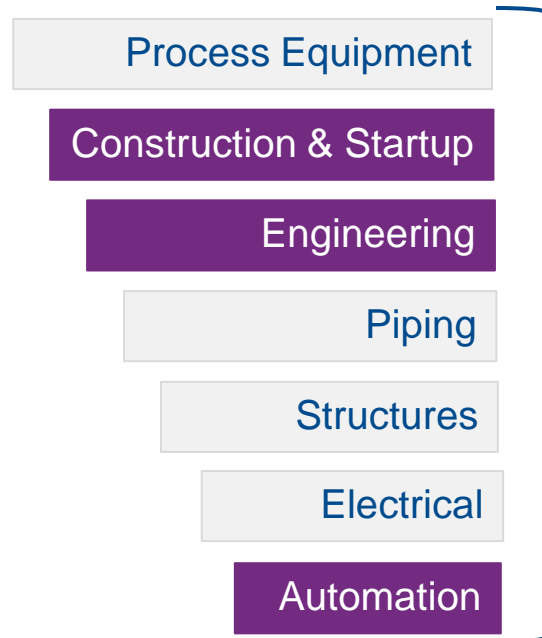 Process Equipment
Construction & Startup
Engineering
Piping
Structures
Electrical
Automation